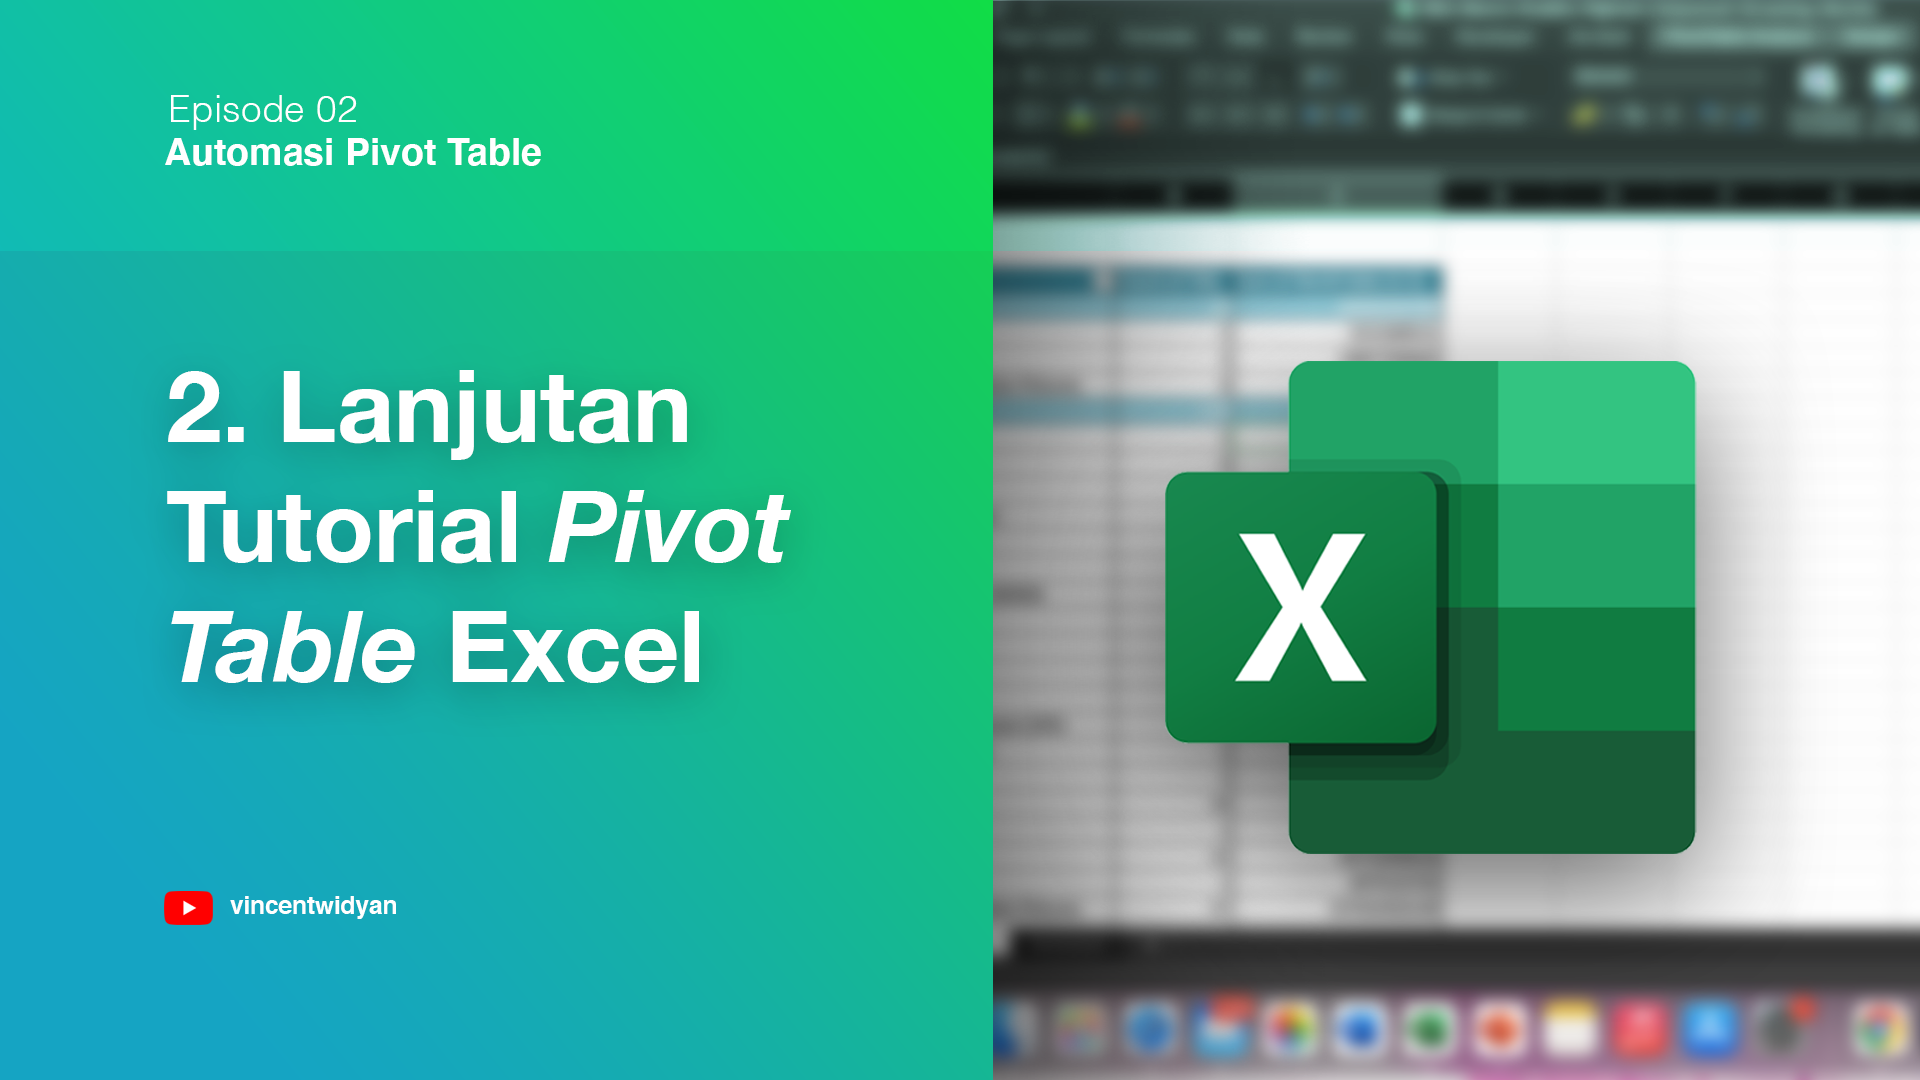 Episode 02
Automasi Pivot Table
2. Lanjutan
Tutorial Pivot
Table Excel
X
vincentwidyan